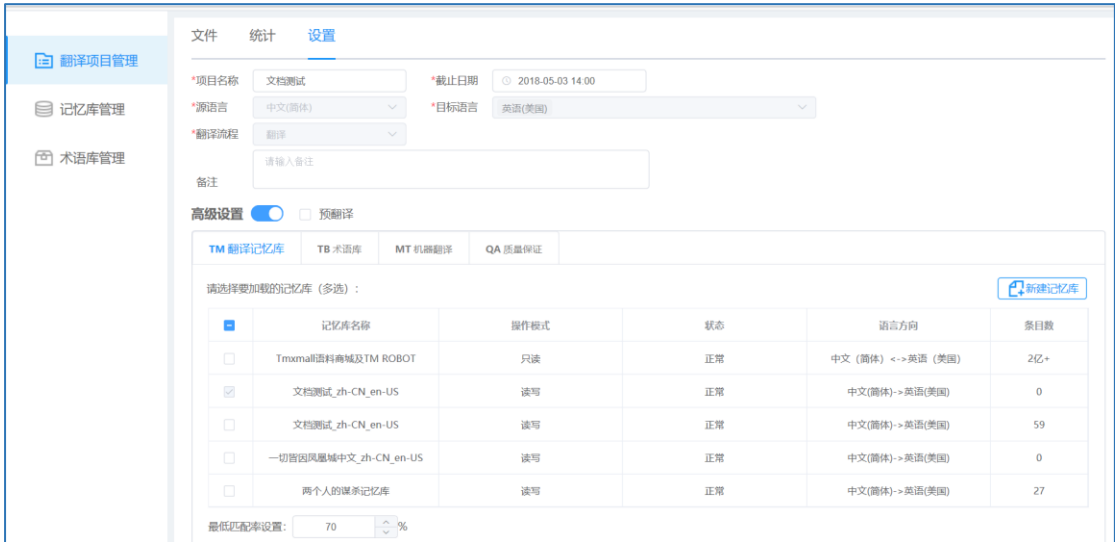 文件 统计 设置
翻译项目管理
记忆库管理
术语库管理
*项目名称 文档测试 *截止日期 2018-05-03 14:00
*源语言 中文(简体) *目标语言 英语(美国)
*翻译流程 翻译
备注 请输入备注
高级设置 预翻译
TM 翻译记忆库 TB 术语库 MT 机器翻译 QA 质量保证
请选择要加载的记忆库（多选）: 新建记忆库
记忆库名称 操作模式 状态 语言方向 条目数
Tmxmall语料商城及TM ROBOT 只读 正常 中文（简体）<->英语（美国） 2亿+
文档测试_zh-CN_en-US 读写 正常 中文(简体)->英语(美国) 0
文档测试_zh-CN_en-US 读写 正常 中文(简体)->英语(美国) 59
一切皆因凤凰城中文_zh-CN_en-US 读写 正常 中文(简体)->英语(美国) 0
两个人的谋杀记忆库 读写 正常 中文(简体)->英语(美国) 27
最低匹配率设置: 70 %